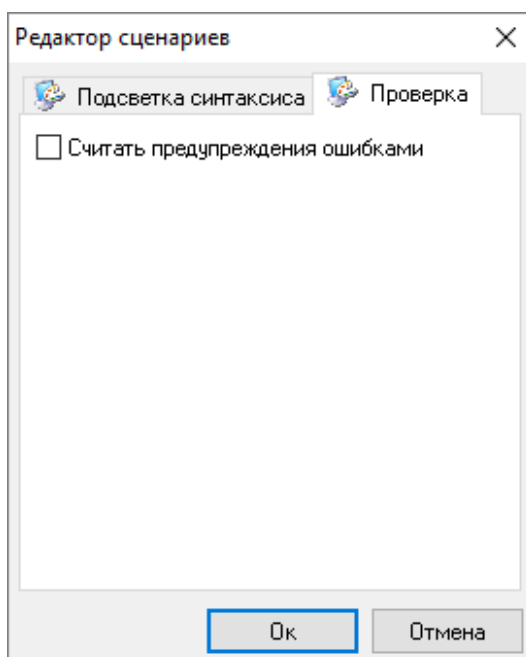 Редактор сценариев
Подсветка синтаксиса Проверка
Считать предупреждения ошибками
Ок Отмена